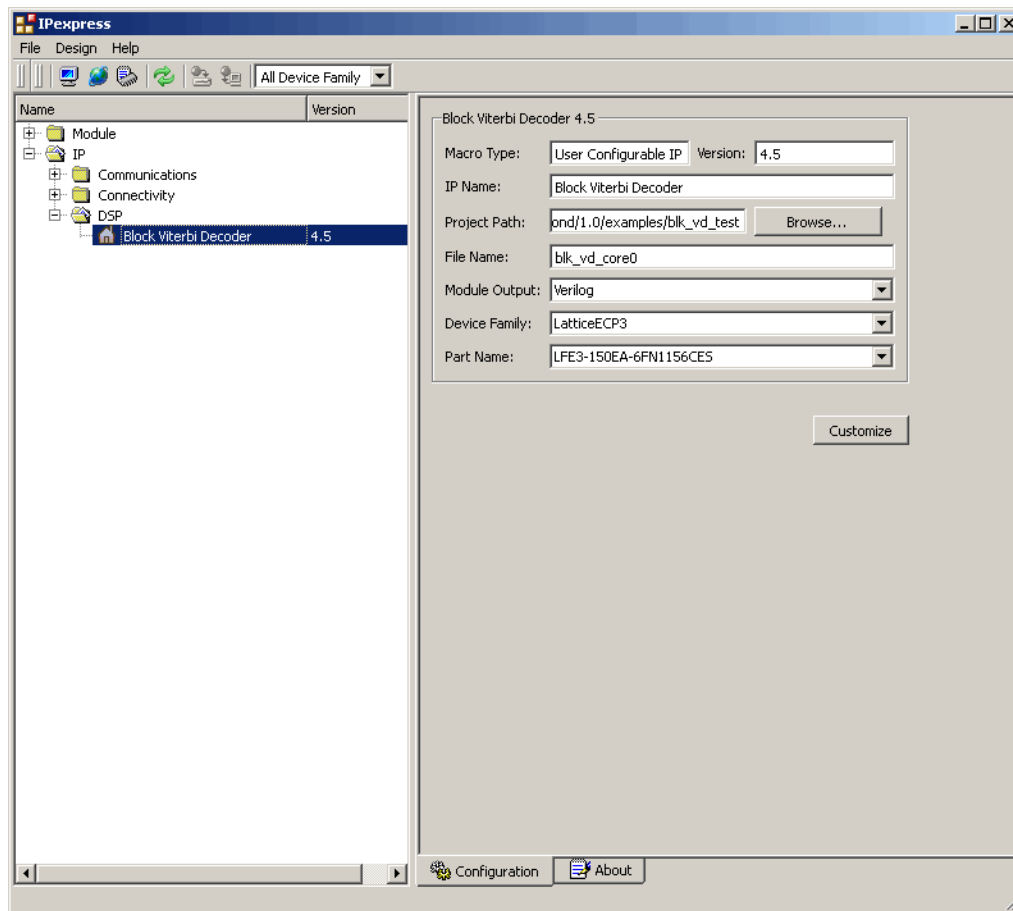 IPexpress
File Design Help
All Device Family
Name Version
Module
IP
Communications
Connectivity
DSP
Block Viterbi Decoder 4.5
Block Viterbi Decoder 4.5
Macro Type: User Configurable IP Version: 4.5
IP Name: Block Viterbi Decoder
Project Path: ond/1.0/examples/blk_vd_test Browse...
File Name: blk_vd_core0
Module Output: Verilog
Device Family: LatticeECP3
Part Name: LFE3-150EA-6FN1156CES
Customize
Configuration About